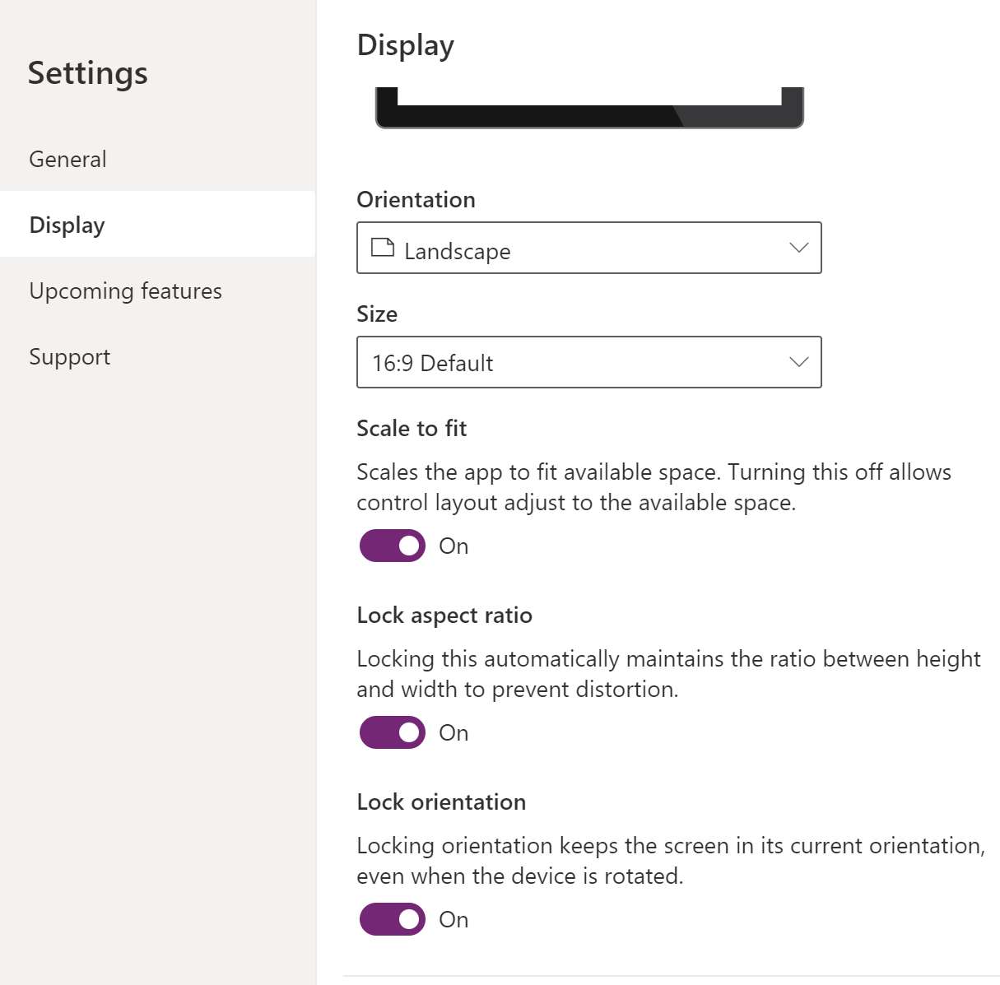 Settings
General
Display
Upcoming features
Support
Display
Orientation
Landscape
Size
16:9 Default
Scale to fit
Scales the app to fit available space. Turning this off allows
control layout adjust to the available space.
On
Lock aspect ratio
Locking this automatically maintains the ratio between height
and width to prevent distortion.
On
Lock orientation
Locking orientation keeps the screen in its current orientation,
even when the device is rotated.
On